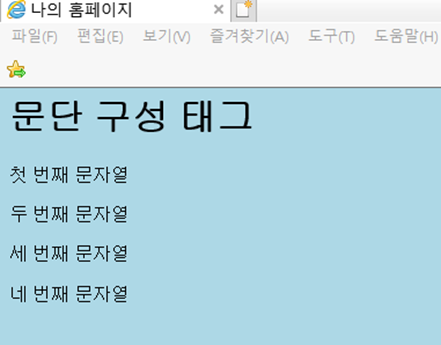 나의 홈페이지
파일(F) 편집(E) 보기(V) 즐겨찾기(A) 도구(T) 도움말(H)
문단 구성 태그
첫 번째 문자열
두 번째 문자열
세 번째 문자열
네 번째 문자열